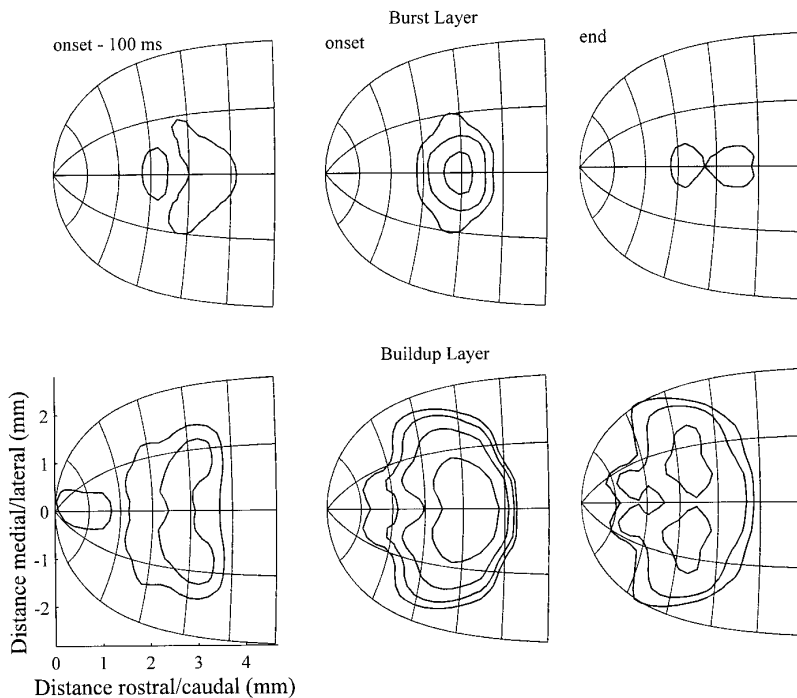 Burst Layer
onset - 100 ms
onset
end
Buildup Layer
Distance medial/lateral (mm)
2
1
0
-1
-2
0 1 2 3 4
Distance rostral/caudal (mm)